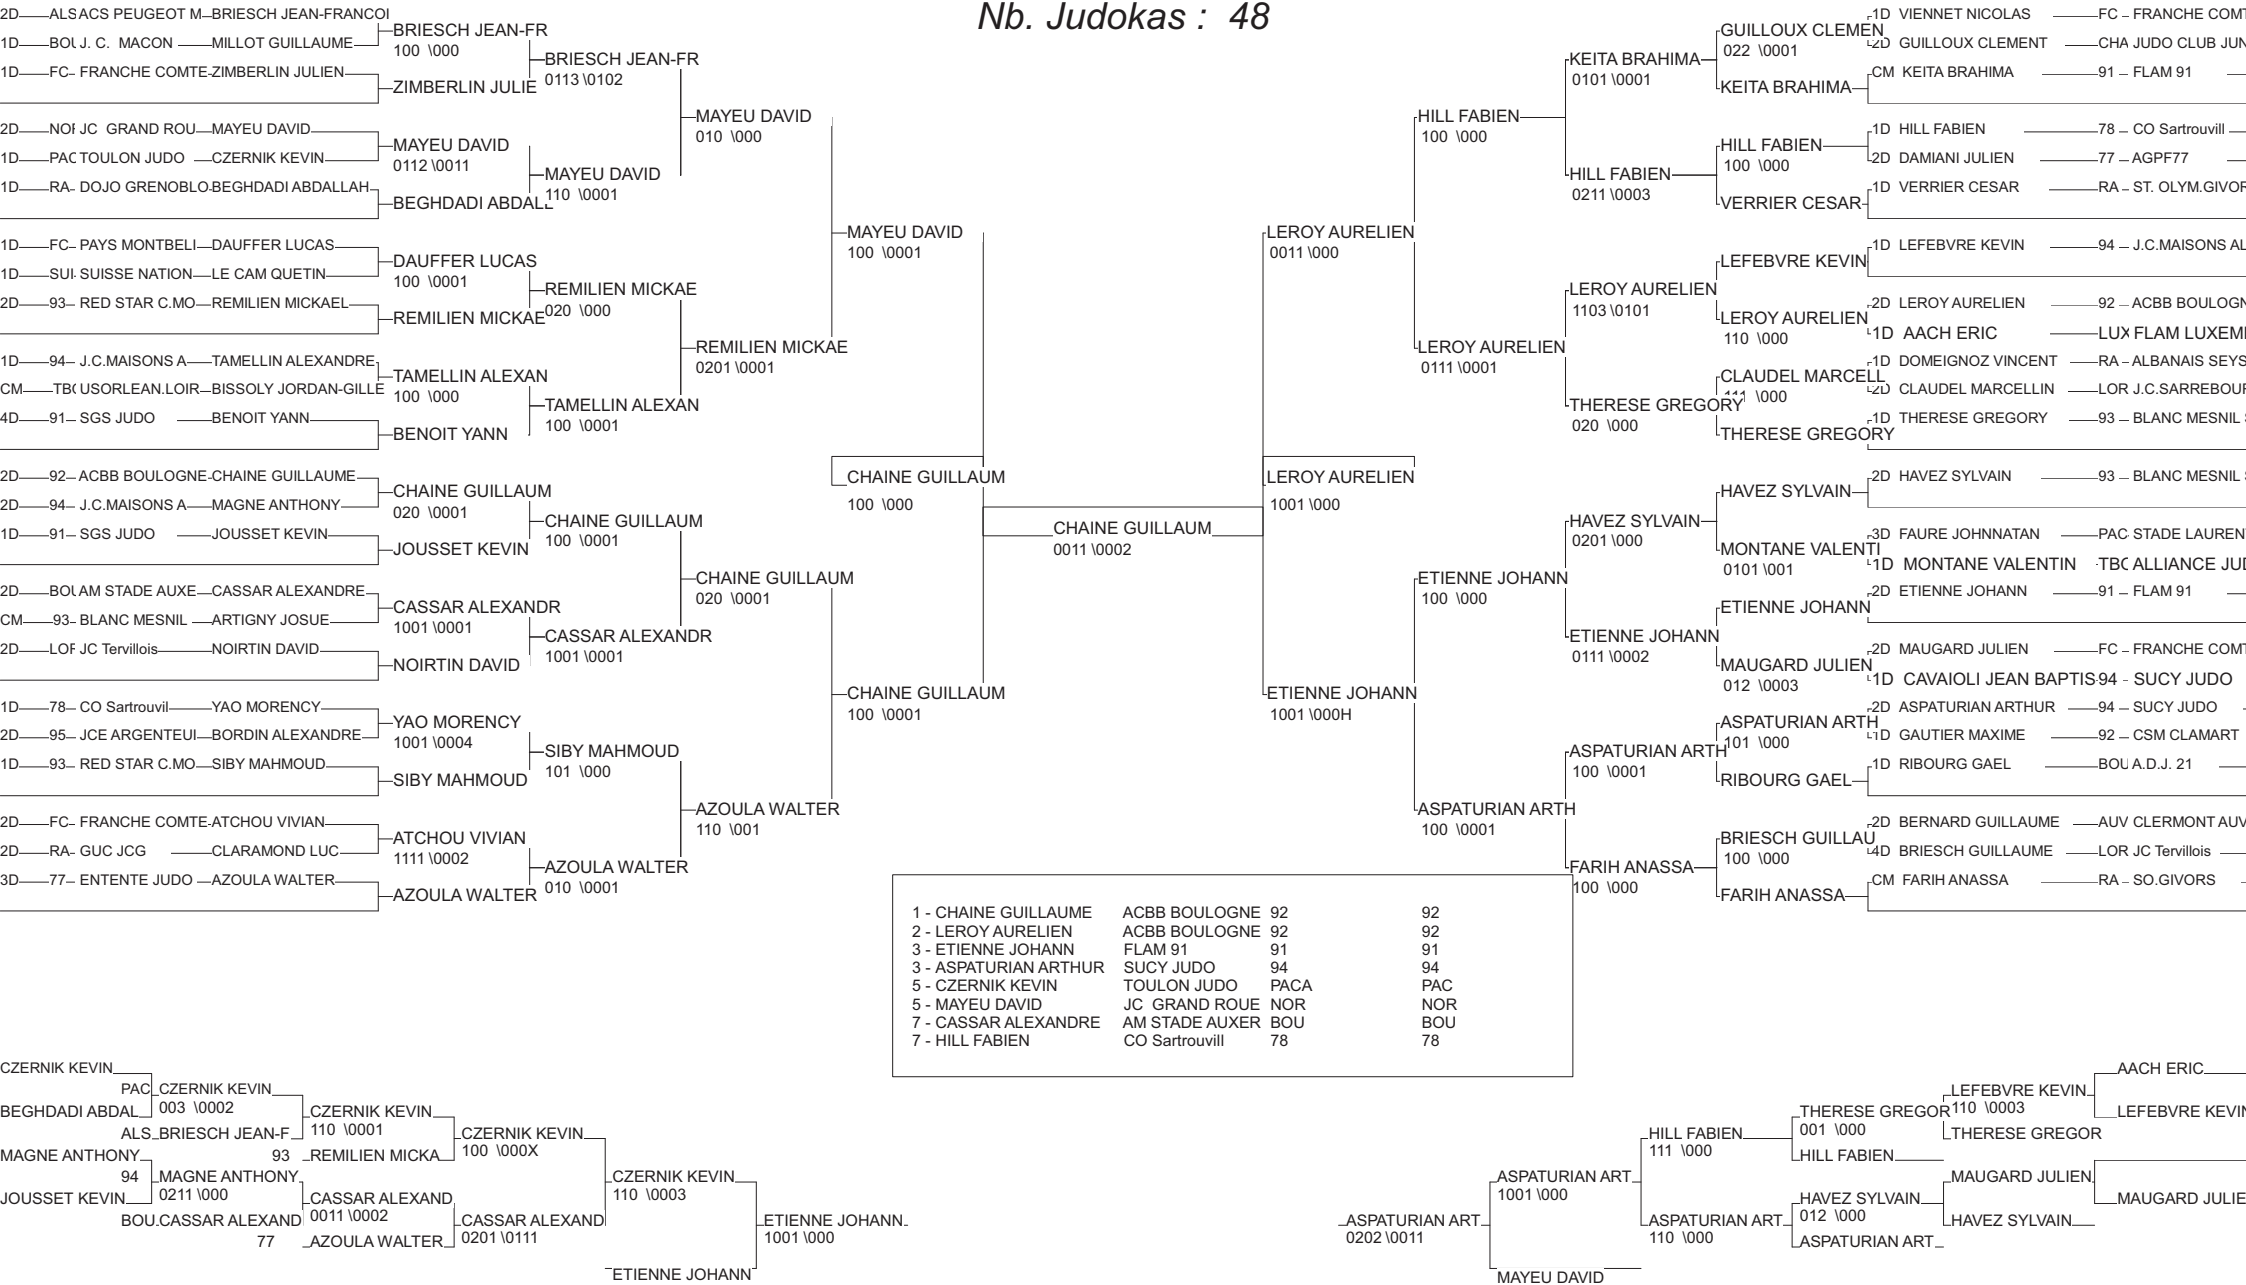 Nb. Judokas : 48
2D ALS ACS PEUGEOT M BRIESCH JEAN-FRANCOI
1D BOU J. C. MACON MILLOT GUILLAUME
1D FC FRANCHE COMTE ZIMBERLIN JULIEN
2D NOR JC GRAND ROU MAYEU DAVID
1D PAC TOULON JUDO CZERNIK KEVIN
1D RA DOJO GRENOBLO BEGHDADI ABDALLAH
1D FC PAYS MONTBELI DAUFFER LUCAS
1D SUI SUISSE NATION LE CAM QUETIN
2D 93 RED STAR C.MO REMILIEN MICKAEL
1D 94 J.C.MAISONS A TAMELLIN ALEXANDRE
CM TBO USORLEAN.LOIR BISSOLY JORDAN-GILLE
4D 91 SGS JUDO BENOIT YANN
2D 92 ACBB BOULOGNE CHAINE GUILLAUME
2D 94 J.C.MAISONS A MAGNE ANTHONY
1D 91 SGS JUDO JOUSSET KEVIN
2D BOU AM STADE AUXE CASSAR ALEXANDRE
CM 93 BLANC MESNIL ARTIGNY JOSUE
2D LOR JC Tervillois NOIRTIN DAVID
1D 78 CO Sartrouvil YAO MORENCY
2D 95 JCE ARGENTEUI BORDIN ALEXANDRE
1D 93 RED STAR C.MO SIBY MAHMOUD
2D FC FRANCHE COMTE ATCHOU VIVIAN
2D RA GUC JCG CLARAMOND LUC
3D 77 ENTENTE JUDO AZOULA WALTER
BRIESCH JEAN-FR
100 \000
ZIMBERLIN JULIE
MAYEU DAVID
0112 \0011
BEGHDADI ABDALL
DAUFFER LUCAS
100 \0001
REMILIEN MICKAE
TAMELLIN ALEXAN
100 \000
BENOIT YANN
CHAINE GUILLAUM
020 \0001
JOUSSET KEVIN
CASSAR ALEXANDR
1001 \0001
NOIRTIN DAVID
YAO MORENCY
1001 \0004
SIBY MAHMOUD
ATCHOU VIVIAN
1111 \0002
AZOULA WALTER
BRIESCH JEAN-FR
0113 \0102
MAYEU DAVID
110 \0001
REMILIEN MICKAE
020 \000
TAMELLIN ALEXAN
100 \0001
CHAINE GUILLAUM
100 \0001
CASSAR ALEXANDR
1001 \0001
SIBY MAHMOUD
101 \000
AZOULA WALTER
010 \0001
MAYEU DAVID
010 \000
REMILIEN MICKAE
0201 \0001
CHAINE GUILLAUM
020 \0001
AZOULA WALTER
110 \001
MAYEU DAVID
100 \0001
CHAINE GUILLAUM
100 \000
CHAINE GUILLAUM
100 \0001
CHAINE GUILLAUM
0011 \0002
LEROY AURELIEN
0011 \000
LEROY AURELIEN
1001 \000
ETIENNE JOHANN
1001 \000H
HILL FABIEN
100 \000
LEROY AURELIEN
0111 \0001
ETIENNE JOHANN
100 \000
ASPATURIAN ARTH
100 \0001
KEITA BRAHIMA
0101 \0001
HILL FABIEN
0211 \0003
LEROY AURELIEN
1103 \0101
THERESE GREGORY
020 \000
HAVEZ SYLVAIN
0201 \000
ETIENNE JOHANN
0111 \0002
ASPATURIAN ARTH
100 \0001
FARIH ANASSA
100 \000
GUILLOUX CLEMEN
022 \0001
KEITA BRAHIMA
HILL FABIEN
100 \000
VERRIER CESAR
LEFEBVRE KEVIN
LEROY AURELIEN
110 \000
CLAUDEL MARCELL
111 \000
THERESE GREGORY
HAVEZ SYLVAIN
MONTANE VALENTI
0101 \001
ETIENNE JOHANN
MAUGARD JULIEN
012 \0003
ASPATURIAN ARTH
101 \000
RIBOURG GAEL
BRIESCH GUILLAU
100 \000
FARIH ANASSA
1D VIENNET NICOLAS FC FRANCHE COMT
2D GUILLOUX CLEMENT CHA JUDO CLUB JUN
CM KEITA BRAHIMA 91 FLAM 91
1D HILL FABIEN 78 CO Sartrouvill
2D DAMIANI JULIEN 77 AGPF77
1D VERRIER CESAR RA ST. OLYM.GIVOR
1D LEFEBVRE KEVIN 94 J.C.MAISONS AL
2D LEROY AURELIEN 92 ACBB BOULOGN
1D AACH ERIC LUX FLAM LUXEM
1D DOMEIGNOZ VINCENT RA ALBANAIS SEYS
2D CLAUDEL MARCELLIN LOR J.C.SARREBOUR
1D THERESE GREGORY 93 BLANC MESNIL
2D HAVEZ SYLVAIN 93 BLANC MESNIL
3D FAURE JOHNNATAN PAC STADE LAUREN
1D MONTANE VALENTIN TBO ALLIANCE JUD
2D ETIENNE JOHANN 91 FLAM 91
2D MAUGARD JULIEN FC FRANCHE COMT
1D CAVAIOLI JEAN BAPTIS 94 - SUCY JUDO
2D ASPATURIAN ARTHUR 94 SUCY JUDO
1D GAUTIER MAXIME 92 CSM CLAMART
1D RIBOURG GAEL BOU A.D.J. 21
2D BERNARD GUILLAUME AUV CLERMONT AUV
4D BRIESCH GUILLAUME LOR JC Tervillois
CM FARIH ANASSA RA SO.GIVORS
1 - CHAINE GUILLAUME ACBB BOULOGNE 92 92
2 - LEROY AURELIEN ACBB BOULOGNE 92 92
3 - ETIENNE JOHANN FLAM 91 91 91
3 - ASPATURIAN ARTHUR SUCY JUDO 94 94
5 - CZERNIK KEVIN TOULON JUDO PACA PAC
5 - MAYEU DAVID JC GRAND ROUE NOR NOR
7 - CASSAR ALEXANDRE AM STADE AUXER BOU BOU
7 - HILL FABIEN CO Sartrouvill 78 78
CZERNIK KEVIN
BEGHDADI ABDAL
MAGNE ANTHONY
JOUSSET KEVIN
PAC CZERNIK KEVIN
003 \0002
ALS BRIESCH JEAN-F
94 MAGNE ANTHONY
0211 \000
BOU CASSAR ALEXAND
CZERNIK KEVIN
110 \0001
93 REMILIEN MICKA
CASSAR ALEXAND
0011 \0002
77 AZOULA WALTER
CZERNIK KEVIN
100 \000X
CASSAR ALEXAND
0201 \0111
CZERNIK KEVIN
110 \0003
ETIENNE JOHANN
ETIENNE JOHANN
1001 \000
ASPATURIAN ART
0202 \0011
ASPATURIAN ART
1001 \000
MAYEU DAVID
HILL FABIEN
111 \000
ASPATURIAN ART
110 \000
THERESE GREGOR
001 \000
HILL FABIEN
HAVEZ SYLVAIN
012 \000
ASPATURIAN ART
LEFEBVRE KEVIN
110 \0003
THERESE GREGOR
MAUGARD JULIEN
HAVEZ SYLVAIN
AACH ERIC
LEFEBVRE KEVIN
MAUGARD JULIE